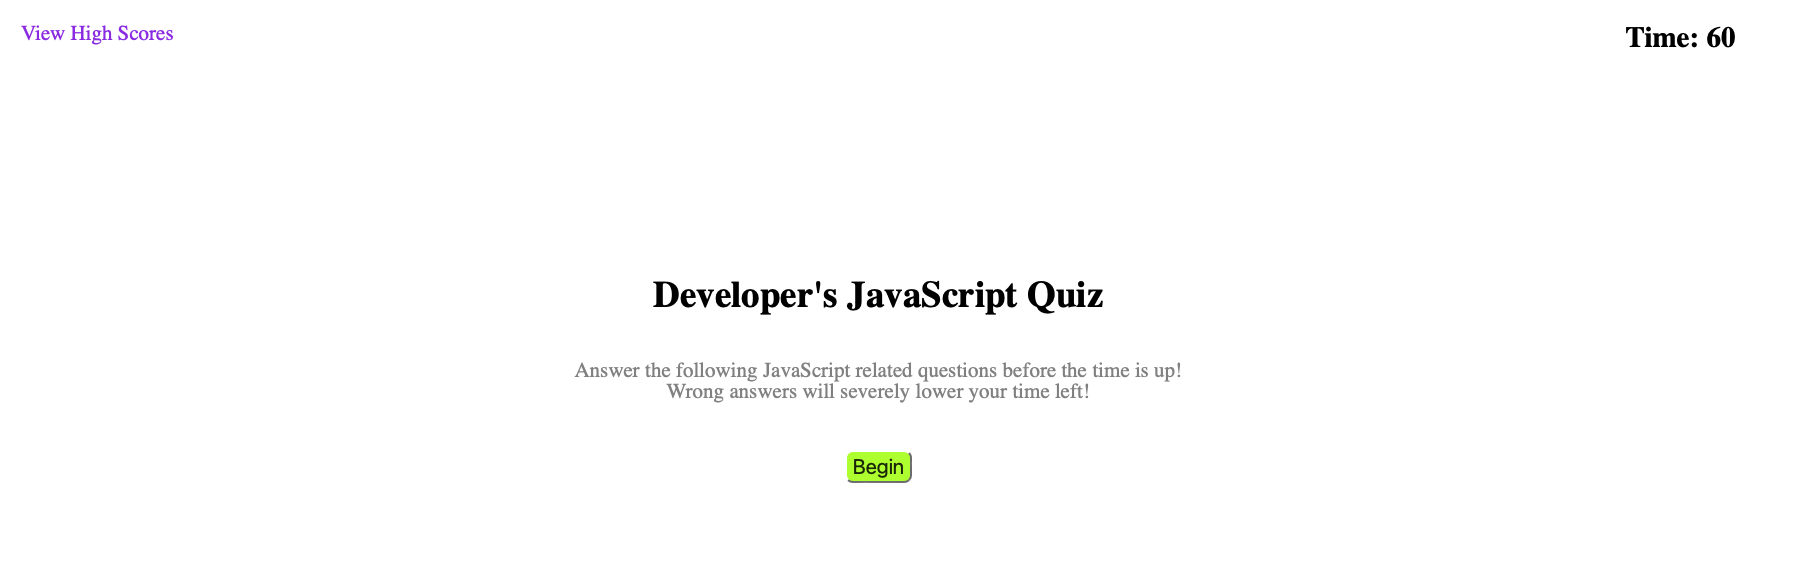 View High Scores
Time: 60
Developer's JavaScript Quiz
Answer the following JavaScript related questions before the time is up!
Wrong answers will severely lower your time left!
Begin